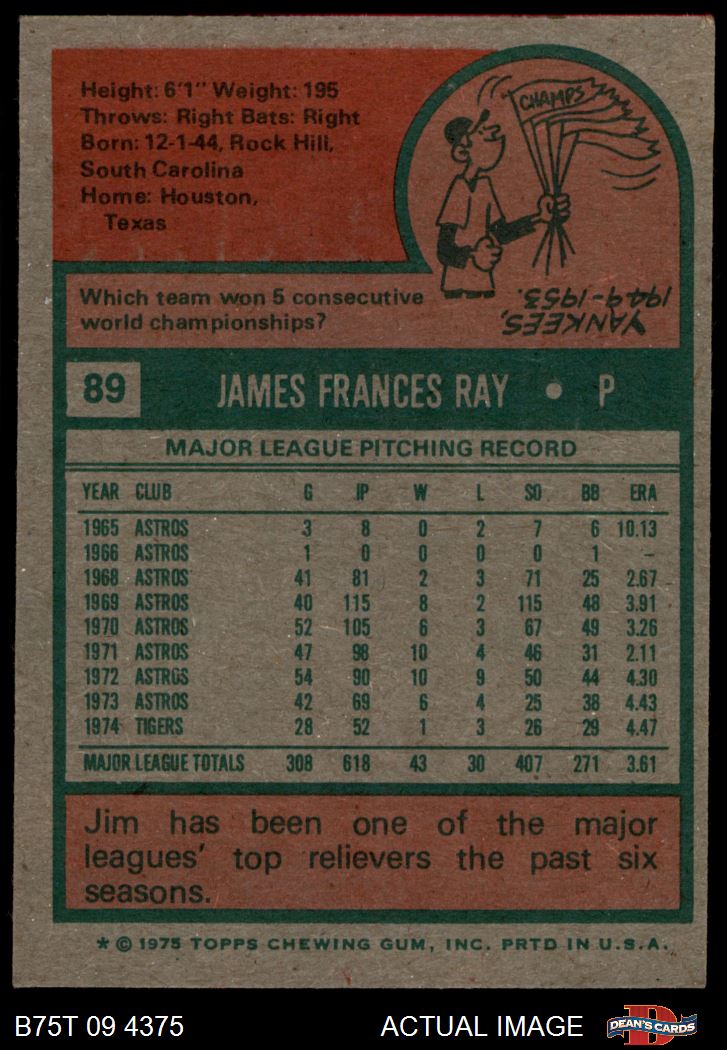 Height: 6'1" Weight: 195
Throws: Right Bats: Right
Born: 12-1-44, Rock Hill,
South Carolina
Home: Houston,
Texas
CHAMPS
Which team won 5 consecutive
world championships?
YANKEES,
1949-1953.
89 JAMES FRANCES RAY • P
MAJOR LEAGUE PITCHING RECORD
YEAR CLUB G IP W L SO BB ERA
1965 ASTROS 3 8 0 2 7 6 10.13
1966 ASTROS 1 0 0 0 0 1 –
1968 ASTROS 41 81 2 3 71 25 2.67
1969 ASTROS 40 115 8 2 115 48 3.91
1970 ASTROS 52 105 6 3 67 49 3.26
1971 ASTROS 47 98 10 4 46 31 2.11
1972 ASTROS 54 90 10 9 50 44 4.30
1973 ASTROS 42 69 6 4 25 38 4.43
1974 TIGERS 28 52 1 3 26 29 4.47
MAJOR LEAGUE TOTALS 308 618 43 30 407 271 3.61
Jim has been one of the major
leagues' top relievers the past six
seasons.
* © 1975 TOPPS CHEWING GUM, INC. PRTD IN U.S.A.
B75T 09 4375 ACTUAL IMAGE D DEAN'S CARDS